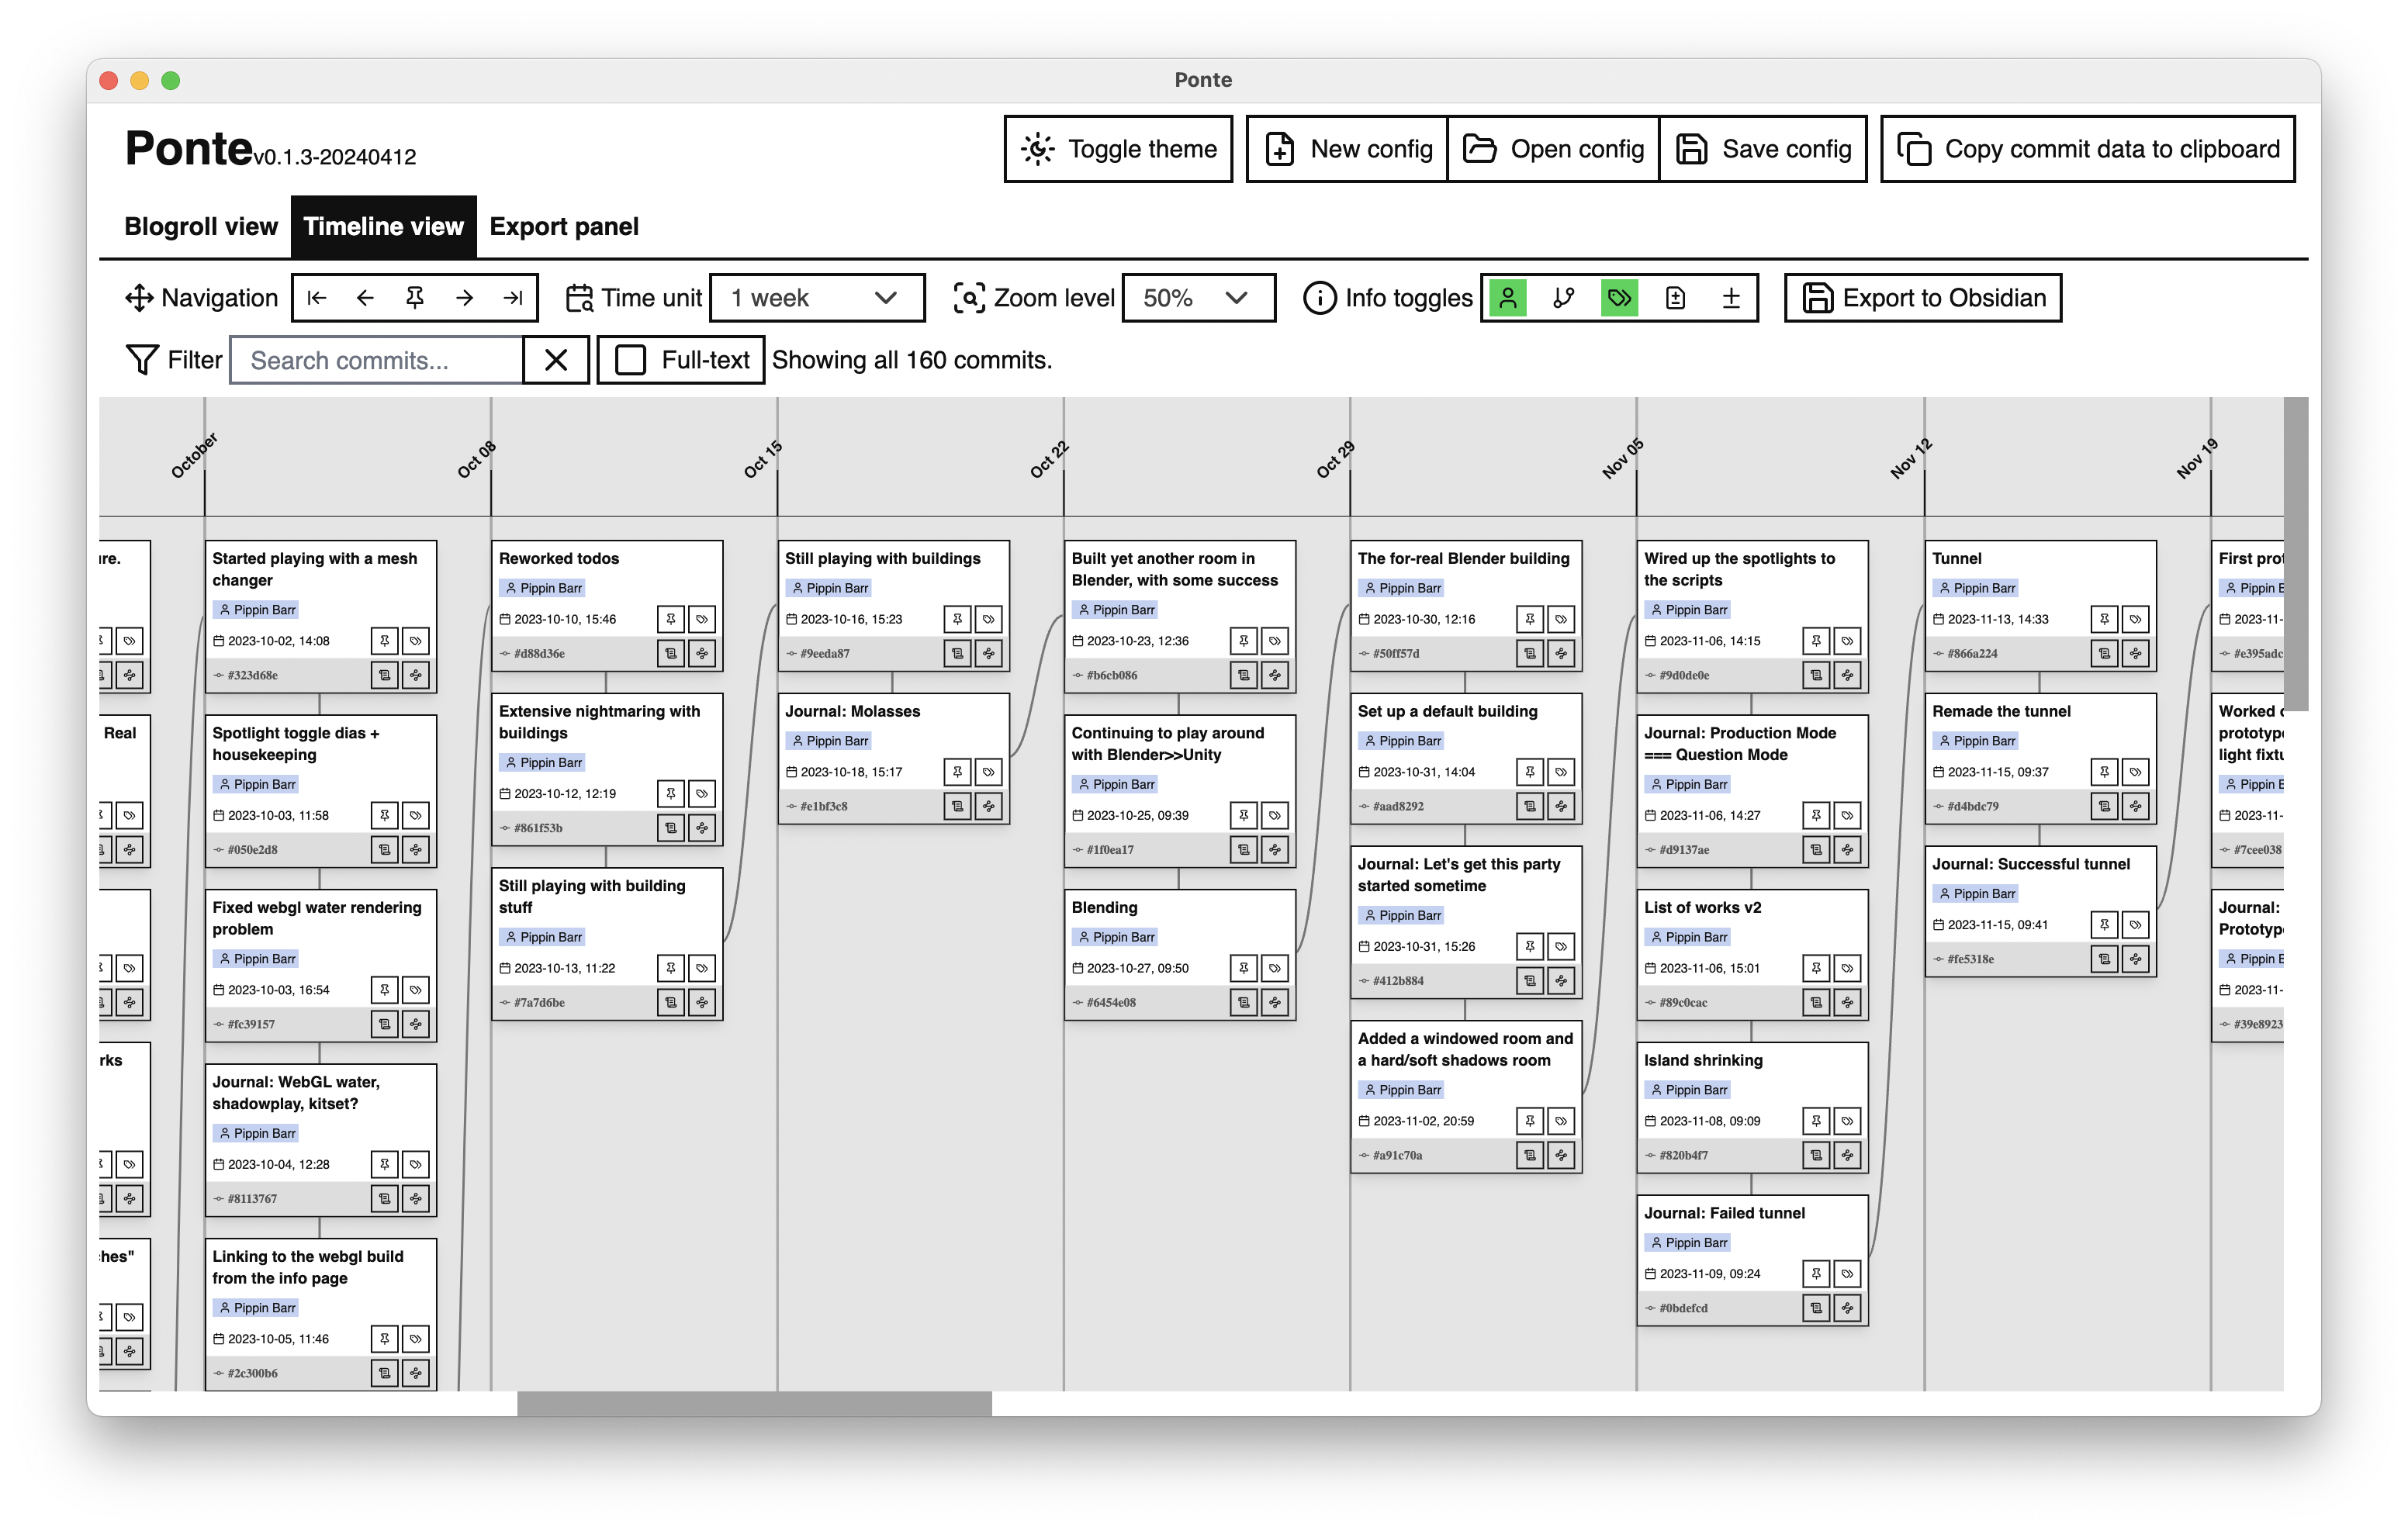 Ponte
Ponte v0.1.3-20240412
Toggle theme
New config
Open config
Save config
Copy commit data to clipboard
Blogroll view
Timeline view
Export panel
Navigation
Time unit
1 week
Zoom level
50%
Info toggles
Export to Obsidian
Filter
Search commits...
Full-text
Showing all 160 commits.
October
Oct 08
Oct 15
Oct 22
Oct 29
Nov 05
Nov 12
Nov 19
Real
Started playing with a mesh
changer
Pippin Barr
2023-10-02, 14:08
#323d68e
Spotlight toggle dias +
housekeeping
Pippin Barr
2023-10-03, 11:58
#050e2d8
Fixed webgl water rendering
problem
Pippin Barr
2023-10-03, 16:54
#fc39157
Journal: WebGL water,
shadowplay, kitset?
Pippin Barr
2023-10-04, 12:28
#8113767
Linking to the webgl build
from the info page
Pippin Barr
2023-10-05, 11:46
#2c300b6
Reworked todos
Pippin Barr
2023-10-10, 15:46
#d88d36e
Extensive nightmaring with
buildings
Pippin Barr
2023-10-12, 12:19
#861f53b
Still playing with building
stuff
Pippin Barr
2023-10-13, 11:22
#7a7d6be
Still playing with buildings
Pippin Barr
2023-10-16, 15:23
#9eeda87
Journal: Molasses
Pippin Barr
2023-10-18, 15:17
#e1bf3c8
Built yet another room in
Blender, with some success
Pippin Barr
2023-10-23, 12:36
#b6cb086
Continuing to play around
with Blender>>Unity
Pippin Barr
2023-10-25, 09:39
#1f0ea17
Blending
Pippin Barr
2023-10-27, 09:50
#6454e08
The for-real Blender building
Pippin Barr
2023-10-30, 12:16
#50ff57d
Set up a default building
Pippin Barr
2023-10-31, 14:04
#aad8292
Journal: Let's get this party
started sometime
Pippin Barr
2023-10-31, 15:26
#412b884
Added a windowed room and
a hard/soft shadows room
Pippin Barr
2023-11-02, 20:59
#a91c70a
Wired up the spotlights to
the scripts
Pippin Barr
2023-11-06, 14:15
#9d0de0e
Journal: Production Mode
=== Question Mode
Pippin Barr
2023-11-06, 14:27
#d9137ae
List of works v2
Pippin Barr
2023-11-06, 15:01
#89c0cac
Island shrinking
Pippin Barr
2023-11-08, 09:09
#820b4f7
Journal: Failed tunnel
Pippin Barr
2023-11-09, 09:24
#0bdefcd
Tunnel
Pippin Barr
2023-11-13, 14:33
#866a224
Remade the tunnel
Pippin Barr
2023-11-15, 09:37
#d4bdc79
Journal: Successful tunnel
Pippin Barr
2023-11-15, 09:41
#fe5318e
First
Pippin
2023-11-
#e395adc
Worked
light
Pippin
2023-11-
#7cee038
Journal:
Pippin
2023-11-
#39e8923